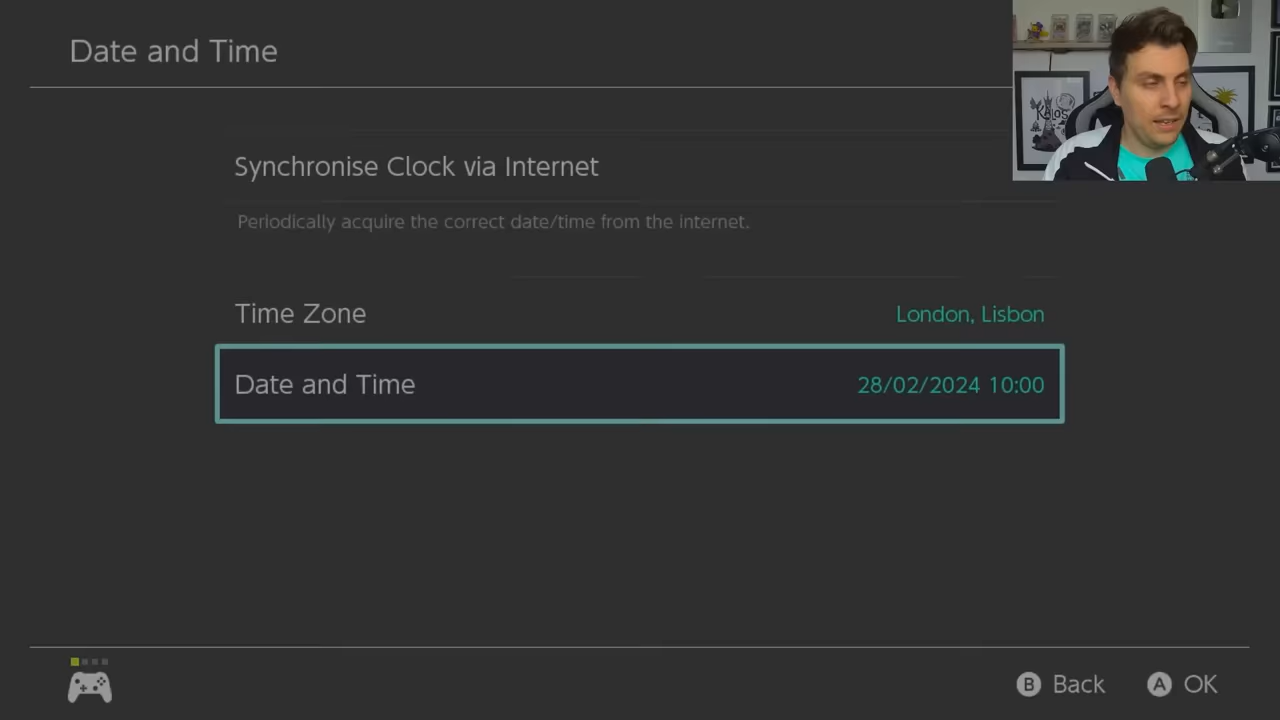 Date and Time
Synchronise Clock via Internet
Periodically acquire the correct date/time from the internet.
Time Zone London, Lisbon
Date and Time 28/02/2024 10:00
KALOS
B Back A OK